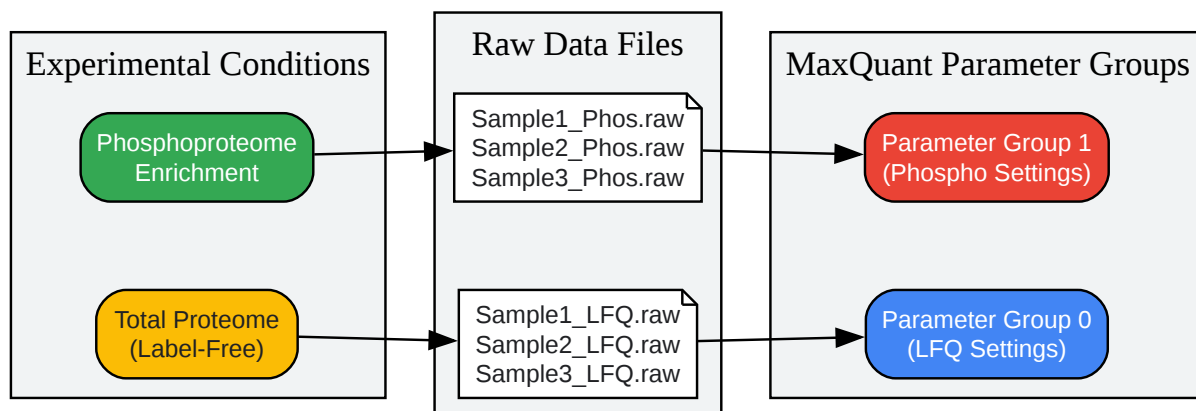 Experimental Conditions
Phosphoproteome
Enrichment
Total Proteome
(Label-Free)
Raw Data Files
Sample1_Phos.raw
Sample2_Phos.raw
Sample3_Phos.raw
Sample1_LFQ.raw
Sample2_LFQ.raw
Sample3_LFQ.raw
MaxQuant Parameter Groups
Parameter Group 1
(Phospho Settings)
Parameter Group 0
(LFQ Settings)